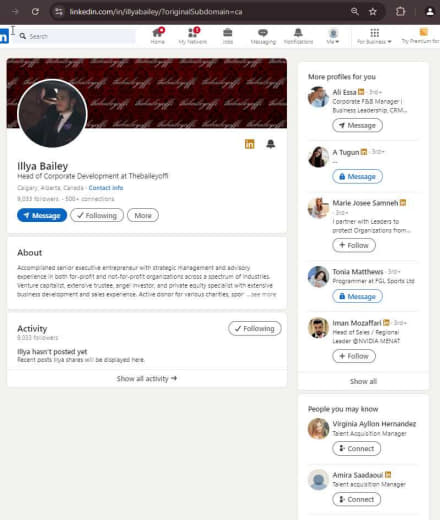 linkedin.com/in/illyabailey/?originalSubdomain=ca
in
Search
Home
My Network
Jobs
Messaging
Notifications
Me
For Business
Try Premium for
Thebaileyoffi
in
Illya Bailey
Head of Corporate Development at Thebaileyoffi
Calgary, Alberta, Canada · Contact info
9,033 followers · 500+ connections
Message
Following
More
About
Accomplished senior executive entrepreneur with strategic management and advisory
experience in both for-profit and not-for-profit organizations across a spectrum of industries.
Venture capitalist, extensive trustee, angel investor, and private equity specialist with extensive
business development and sales experience. Active donor for various charities, spor ...see more
Activity
9,033 followers
Following
Illya hasn't posted yet
Recent posts Illya shares will be displayed here.
Show all activity →
More profiles for you
Ali Essa in · 3rd+
Corporate F&B Manager |
Business Leadership, CRM...
Message
A Tugun in · 3rd+
...
Message
Marie Josee Samneh in
· 3rd+
I partner with Leaders to
protect Organizations from...
+ Follow
Tonia Matthews · 3rd+
Programmer at FGL Sports Ltd
Message
Iman Mozaffari in · 3rd+
Head of Sales / Regional
Leader @NVIDIA MENAT
+ Follow
Show all
People you may know
Virginia Ayllon Hernandez
Talent Acquisition Manager
Connect
Amira Saadaoui in
Talent acquisition Manager
Connect